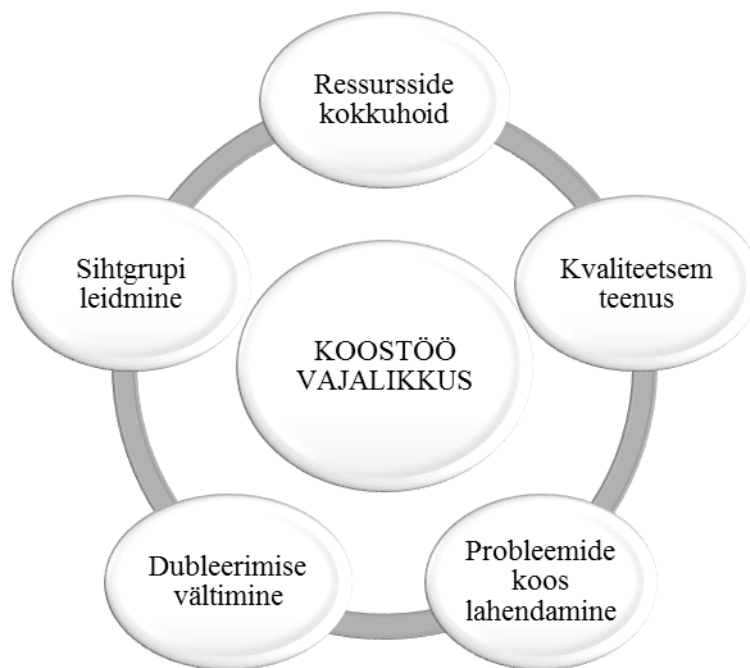 Ressursside
kokkuhoid
Kvaliteetsem
teenus
Probleemide
koos
lahendamine
Dubleerimise
vältimine
Sihtgrupi
leidmine
KOOSTÖÖ
VAJALIKKUS